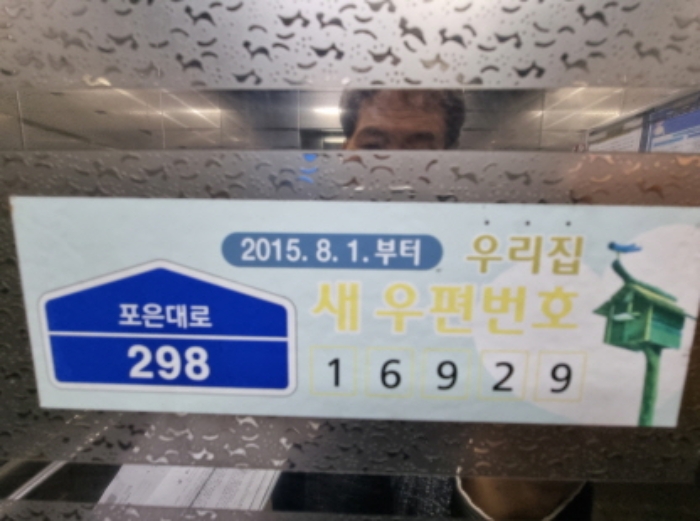 2015. 8. 1. 부터 우리집
새 우편번호
포은대로
298
1 6 9 2 9